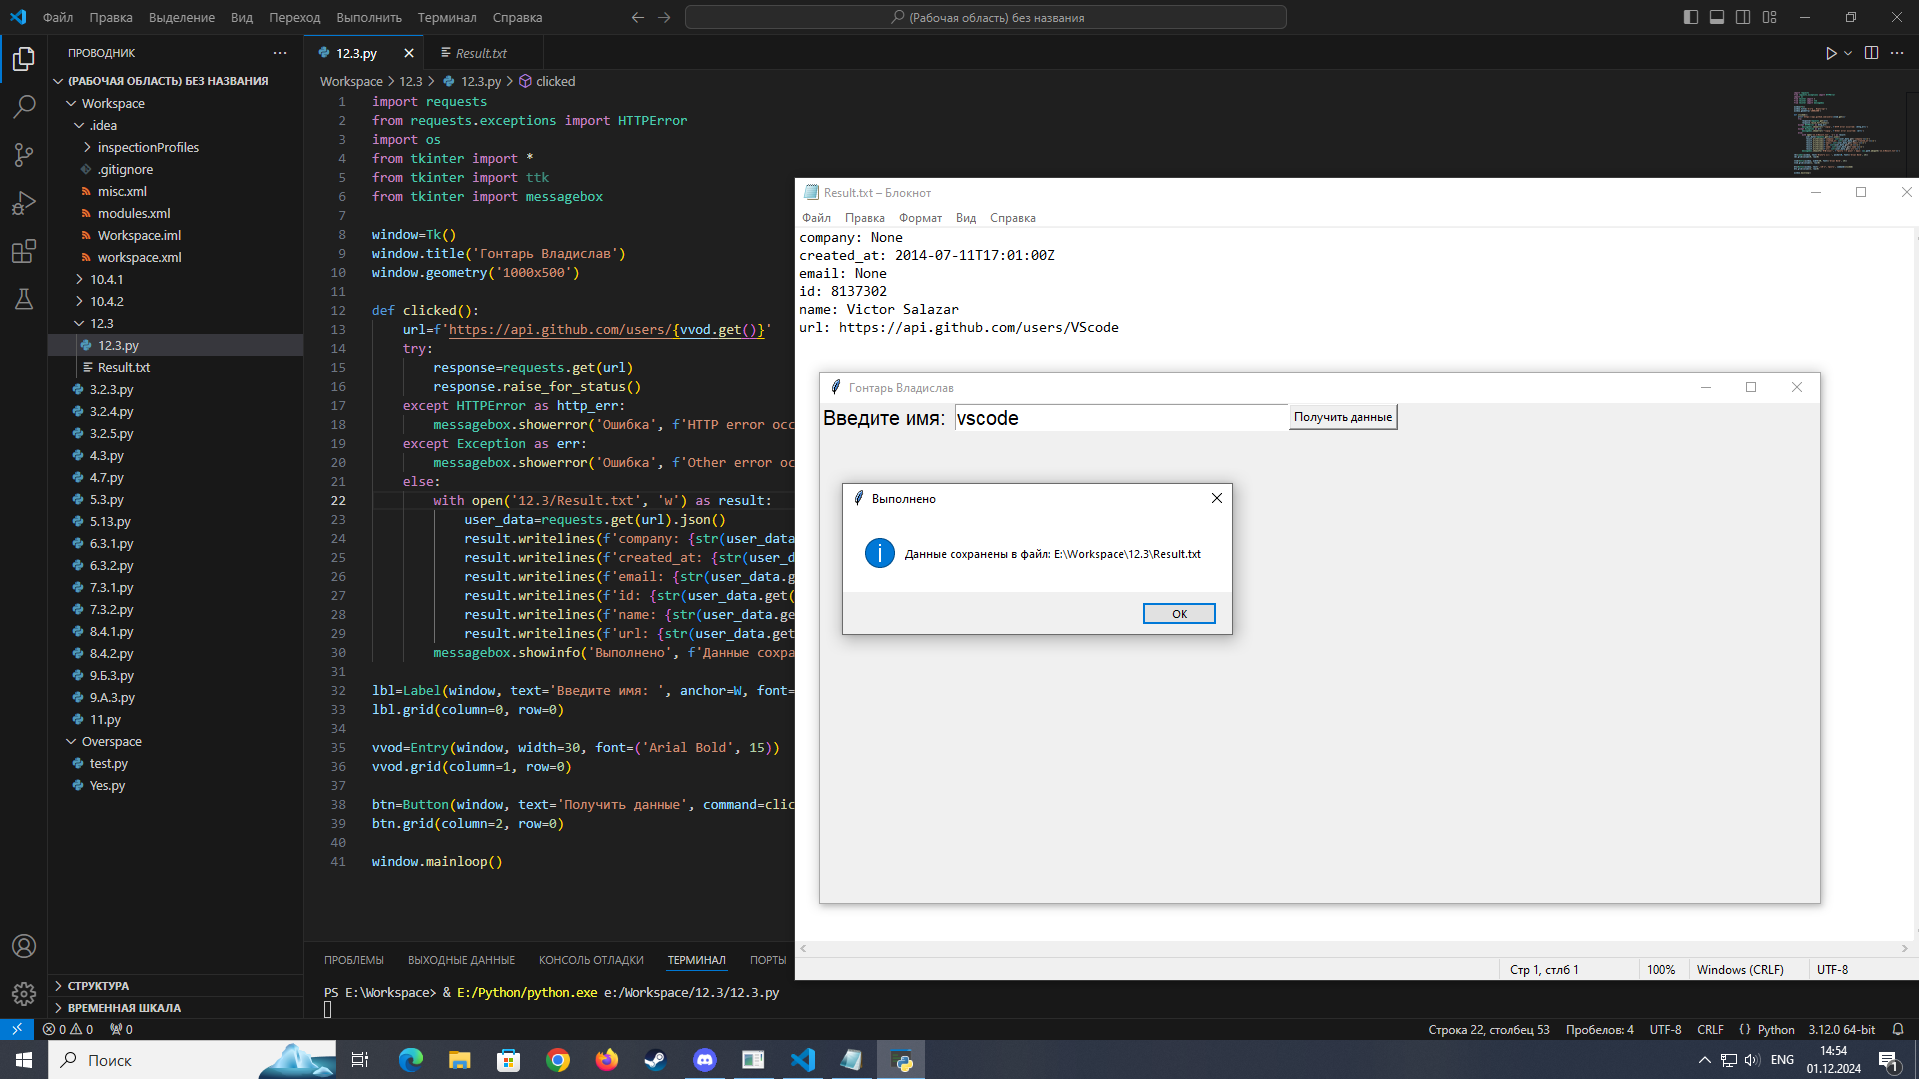 Файл Правка Выделение Вид Переход Выполнить Терминал Справка
(Рабочая область) без названия
ПРОВОДНИК
(РАБОЧАЯ ОБЛАСТЬ) БЕЗ НАЗВАНИЯ
Workspace
.idea
inspectionProfiles
.gitignore
misc.xml
modules.xml
Workspace.iml
workspace.xml
10.4.1
10.4.2
12.3
12.3.py
Result.txt
3.2.3.py
3.2.4.py
3.2.5.py
4.3.py
4.7.py
5.3.py
5.13.py
6.3.1.py
6.3.2.py
7.3.1.py
7.3.2.py
8.4.1.py
8.4.2.py
9.Б.3.py
9.А.3.py
11.py
Overspace
test.py
Yes.py
СТРУКТУРА
ВРЕМЕННАЯ ШКАЛА
12.3.py Result.txt
Workspace > 12.3 > 12.3.py > clicked
1 import requests
2 from requests.exceptions import HTTPError
3 import os
4 from tkinter import *
5 from tkinter import ttk
6 from tkinter import messagebox
7
8 window=Tk()
9 window.title('Гонтарь Владислав')
10 window.geometry('1000x500')
11
12 def clicked():
13 url=f'https://api.github.com/users/{vvod.get()}'
14 try:
15 response=requests.get(url)
16 response.raise_for_status()
17 except HTTPError as http_err:
18 messagebox.showerror('Ошибка', f'HTTP error occ
19 except Exception as err:
20 messagebox.showerror('Ошибка', f'Other error oc
21 else:
22 with open('12.3/Result.txt', 'w') as result:
23 user_data=requests.get(url).json()
24 result.writelines(f'company: {str(user_data
25 result.writelines(f'created_at: {str(user_d
26 result.writelines(f'email: {str(user_data.g
27 result.writelines(f'id: {str(user_data.get(
28 result.writelines(f'name: {str(user_data.ge
29 result.writelines(f'url: {str(user_data.get
30 messagebox.showinfo('Выполнено', f'Данные сохра
31
32 lbl=Label(window, text='Введите имя: ', anchor=W, font=
33 lbl.grid(column=0, row=0)
34
35 vvod=Entry(window, width=30, font=('Arial Bold', 15))
36 vvod.grid(column=1, row=0)
37
38 btn=Button(window, text='Получить данные', command=clic
39 btn.grid(column=2, row=0)
40
41 window.mainloop()
Result.txt – Блокнот
Файл Правка Формат Вид Справка
company: None
created_at: 2014-07-11T17:01:00Z
email: None
id: 8137302
name: Victor Salazar
url: https://api.github.com/users/VScode
Гонтарь Владислав
Введите имя: vscode Получить данные
Выполнено
Данные сохранены в файл: E:\Workspace\12.3\Result.txt
ОК
Стр 1, стлб 1 100% Windows (CRLF) UTF-8
ПРОБЛЕМЫ ВЫХОДНЫЕ ДАННЫЕ КОНСОЛЬ ОТЛАДКИ ТЕРМИНАЛ ПОРТЫ
PS E:\Workspace> & E:/Python/python.exe e:/Workspace/12.3/12.3.py
0 0 0
Строка 22, столбец 53 Пробелов: 4 UTF-8 CRLF {} Python 3.12.0 64-bit
Поиск
ENG
14:54
01.12.2024
1